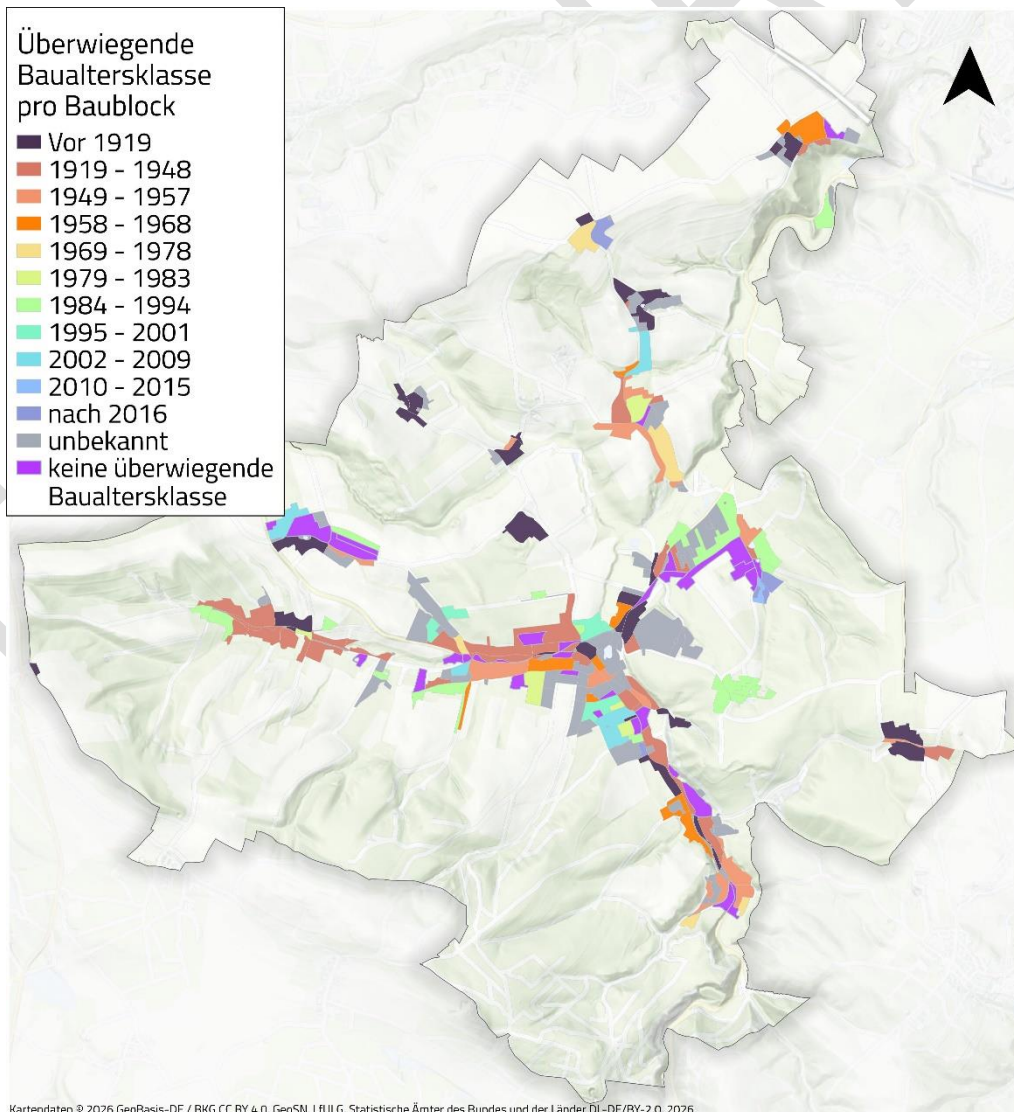 Überwiegende
Baualtersklasse
pro Baublock
Vor 1919
1919 - 1948
1949 - 1957
1958 - 1968
1969 - 1978
1979 - 1983
1984 - 1994
1995 - 2001
2002 - 2009
2010 - 2015
nach 2016
unbekannt
keine überwiegende
Baualtersklasse
Kartendaten © 2026 GeoBasis-DE / BKG CC BY 4.0, GeoSN, LfULG, Statistische Ämter des Bundes und der Länder DL-DE/BY-2.0, 2026